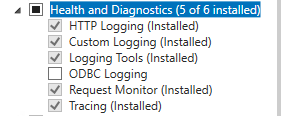 Health and Diagnostics (5 of 6 installed)
HTTP Logging (Installed)
Custom Logging (Installed)
Logging Tools (Installed)
ODBC Logging
Request Monitor (Installed)
Tracing (Installed)